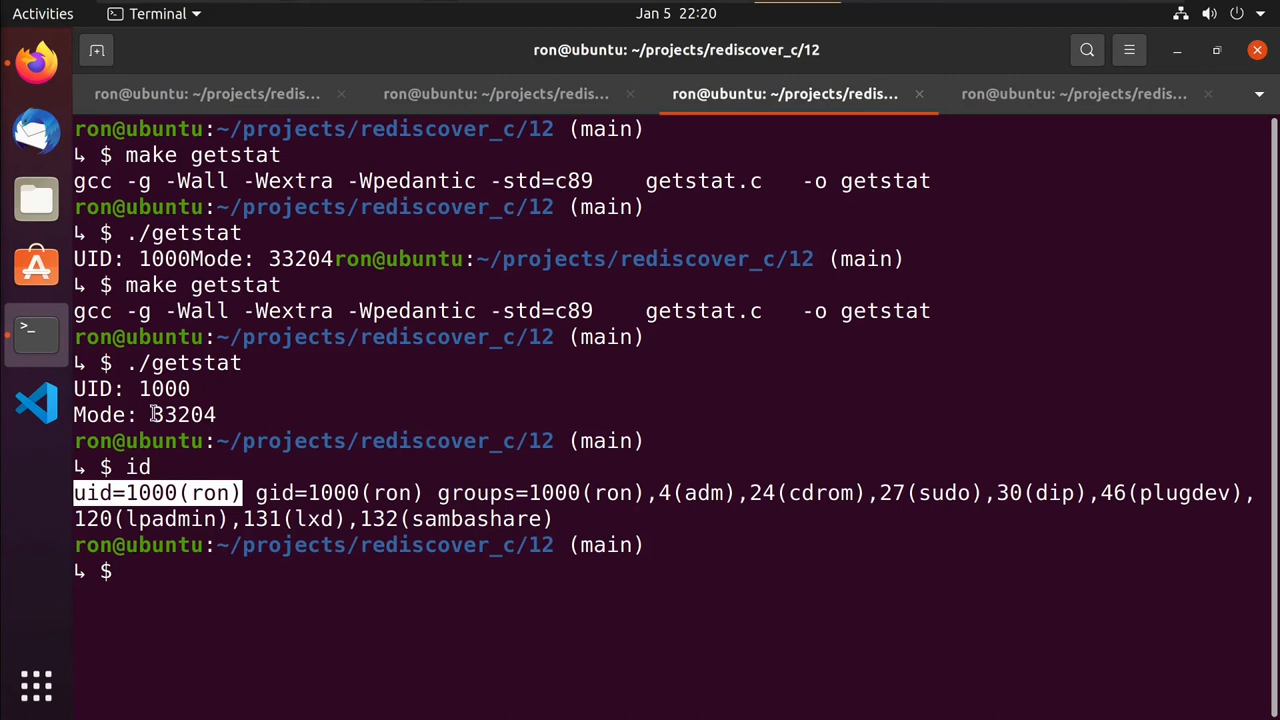 Activities Terminal Jan 5 22:20
ron@ubuntu: ~/projects/rediscover_c/12
ron@ubuntu: ~/projects/redis... ron@ubuntu: ~/projects/redis... ron@ubuntu: ~/projects/redis... ron@ubuntu: ~/projects/redis...
ron@ubuntu:~/projects/rediscover_c/12 (main)
↳ $ make getstat
gcc -g -Wall -Wextra -Wpedantic -std=c89    getstat.c   -o getstat
ron@ubuntu:~/projects/rediscover_c/12 (main)
↳ $ ./getstat
UID: 1000Mode: 33204ron@ubuntu:~/projects/rediscover_c/12 (main)
↳ $ make getstat
gcc -g -Wall -Wextra -Wpedantic -std=c89    getstat.c   -o getstat
ron@ubuntu:~/projects/rediscover_c/12 (main)
↳ $ ./getstat
UID: 1000
Mode: 33204
ron@ubuntu:~/projects/rediscover_c/12 (main)
↳ $ id
uid=1000(ron) gid=1000(ron) groups=1000(ron),4(adm),24(cdrom),27(sudo),30(dip),46(plugdev),
120(lpadmin),131(lxd),132(sambashare)
ron@ubuntu:~/projects/rediscover_c/12 (main)
↳ $